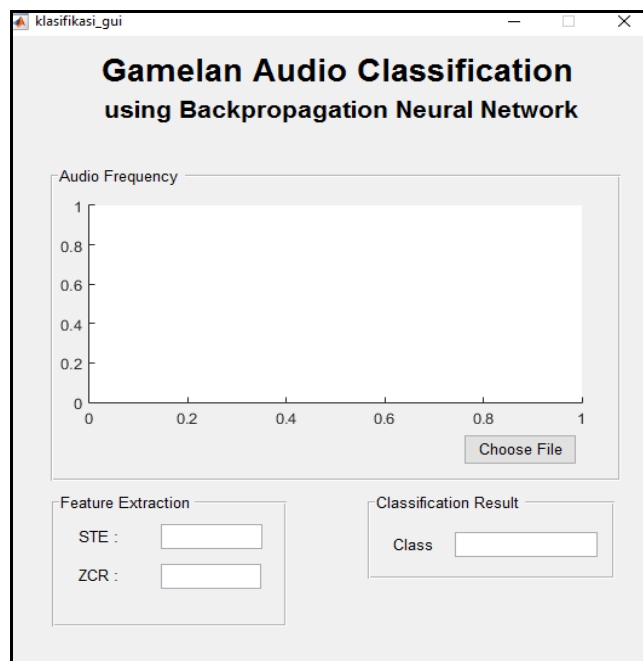 klasifikasi_gui
Gamelan Audio Classification
using Backpropagation Neural Network
Audio Frequency
1
0.8
0.6
0.4
0.2
0
0 0.2 0.4 0.6 0.8 1
Choose File
Feature Extraction
STE :
ZCR :
Classification Result
Class